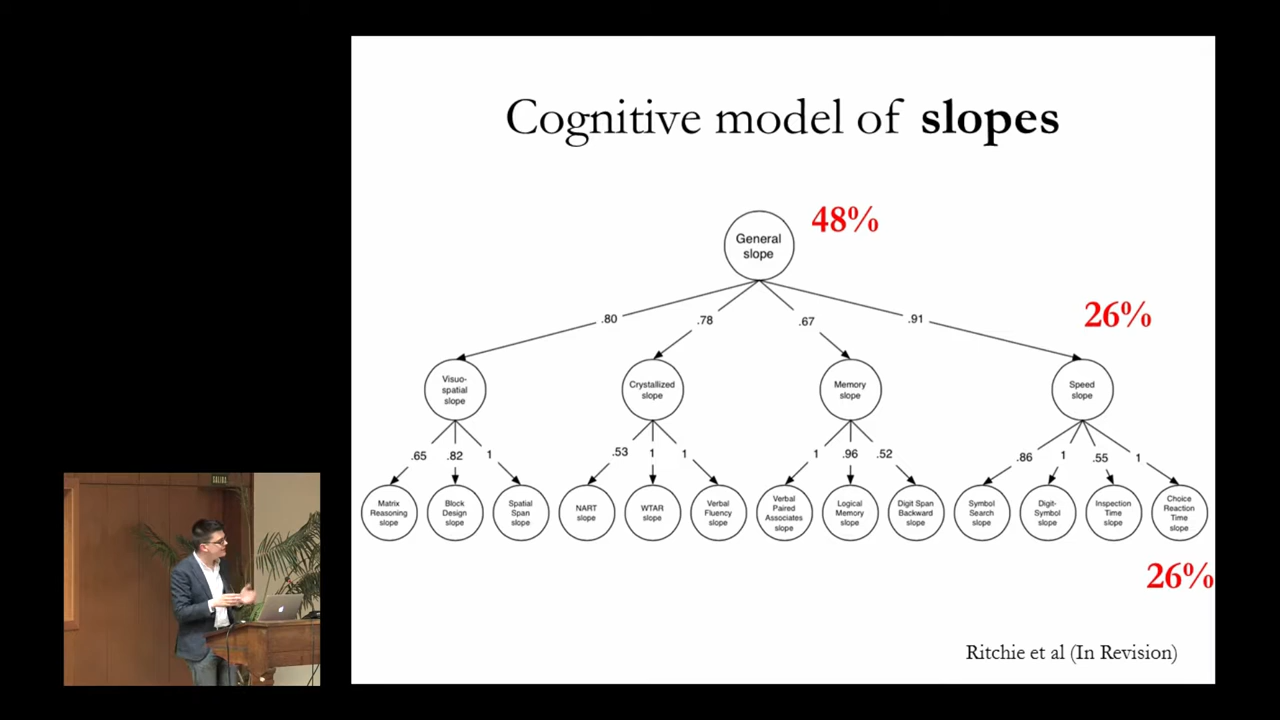 Cognitive model of slopes
48%
General
slope
26%
.80
.78
.67
.91
Visuo-
spatial
slope
Crystallized
slope
Memory
slope
Speed
slope
.65
.82
1
.53
1
1
1
.96
.52
.86
1
.55
1
Matrix
Reasoning
slope
Block
Design
slope
Spatial
Span
slope
NART
slope
WTAR
slope
Verbal
Fluency
slope
Verbal
Paired
Associates
slope
Logical
Memory
slope
Digit Span
Backward
slope
Symbol
Search
slope
Digit-
Symbol
slope
Inspection
Time
slope
Choice
Reaction
Time
slope
26%
Ritchie et al (In Revision)
SALIDA